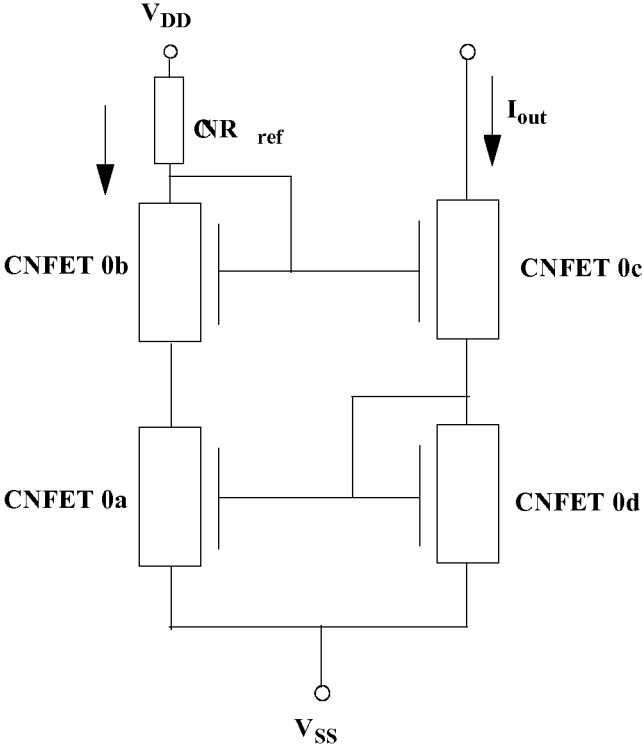 VDD
CNR ref
Iout
CNFET 0b
CNFET 0c
CNFET 0a
CNFET 0d
VSS